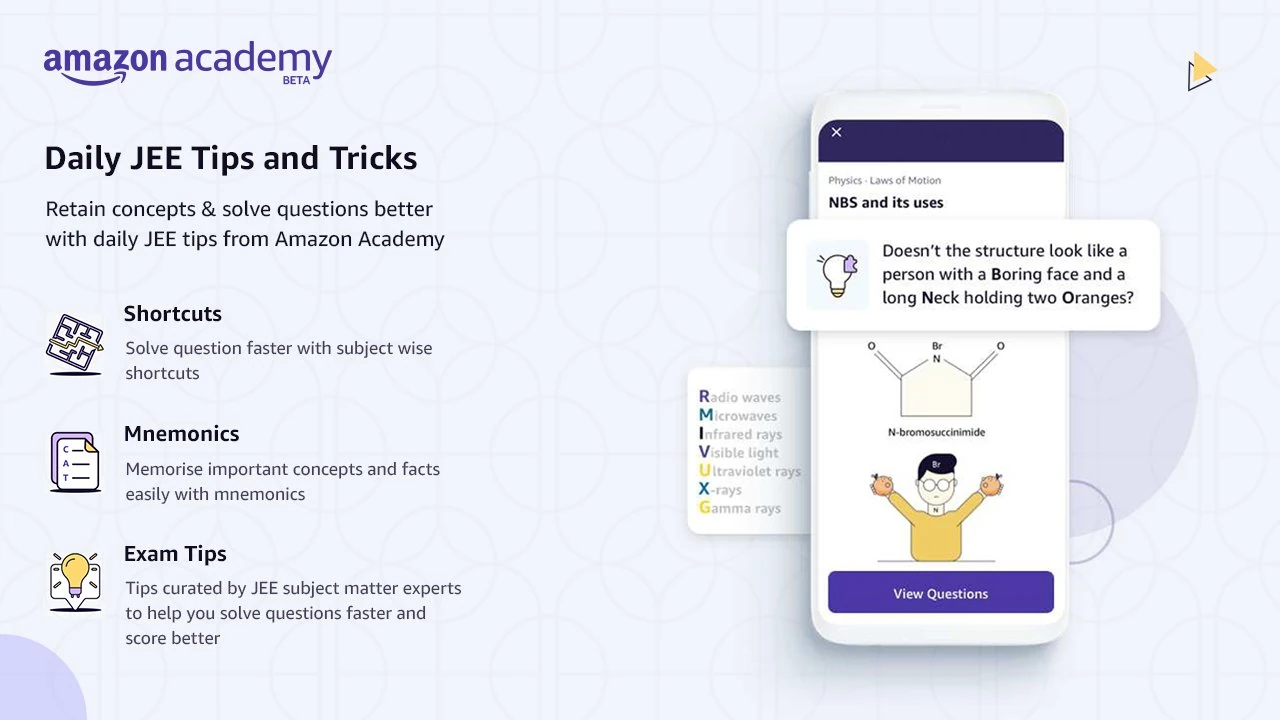 amazon academy
BETA
Daily JEE Tips and Tricks
Retain concepts & solve questions better
with daily JEE tips from Amazon Academy
Shortcuts
Solve question faster with subject wise
shortcuts
C
A
T
Mnemonics
Memorise important concepts and facts
easily with mnemonics
Exam Tips
Tips curated by JEE subject matter experts
to help you solve questions faster and
score better
Radio waves
Microwaves
Infrared rays
Visible light
Ultraviolet rays
X-rays
Gamma rays
Physics · Laws of Motion
NBS and its uses
Doesn't the structure look like a
person with a Boring face and a
long Neck holding two Oranges?
O Br O
N
N-bromosuccinimide
Br
N
View Questions